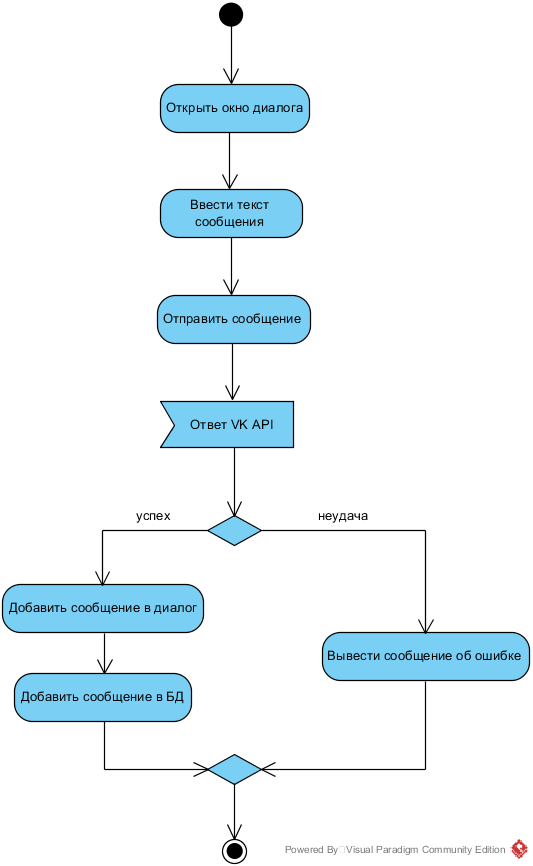 Открыть окно диалога
Ввести текст
сообщения
Отправить сообщение
Ответ VK API
успех
неудача
Добавить сообщение в диалог
Вывести сообщение об ошибке
Добавить сообщение в БД
Powered By Visual Paradigm Community Edition